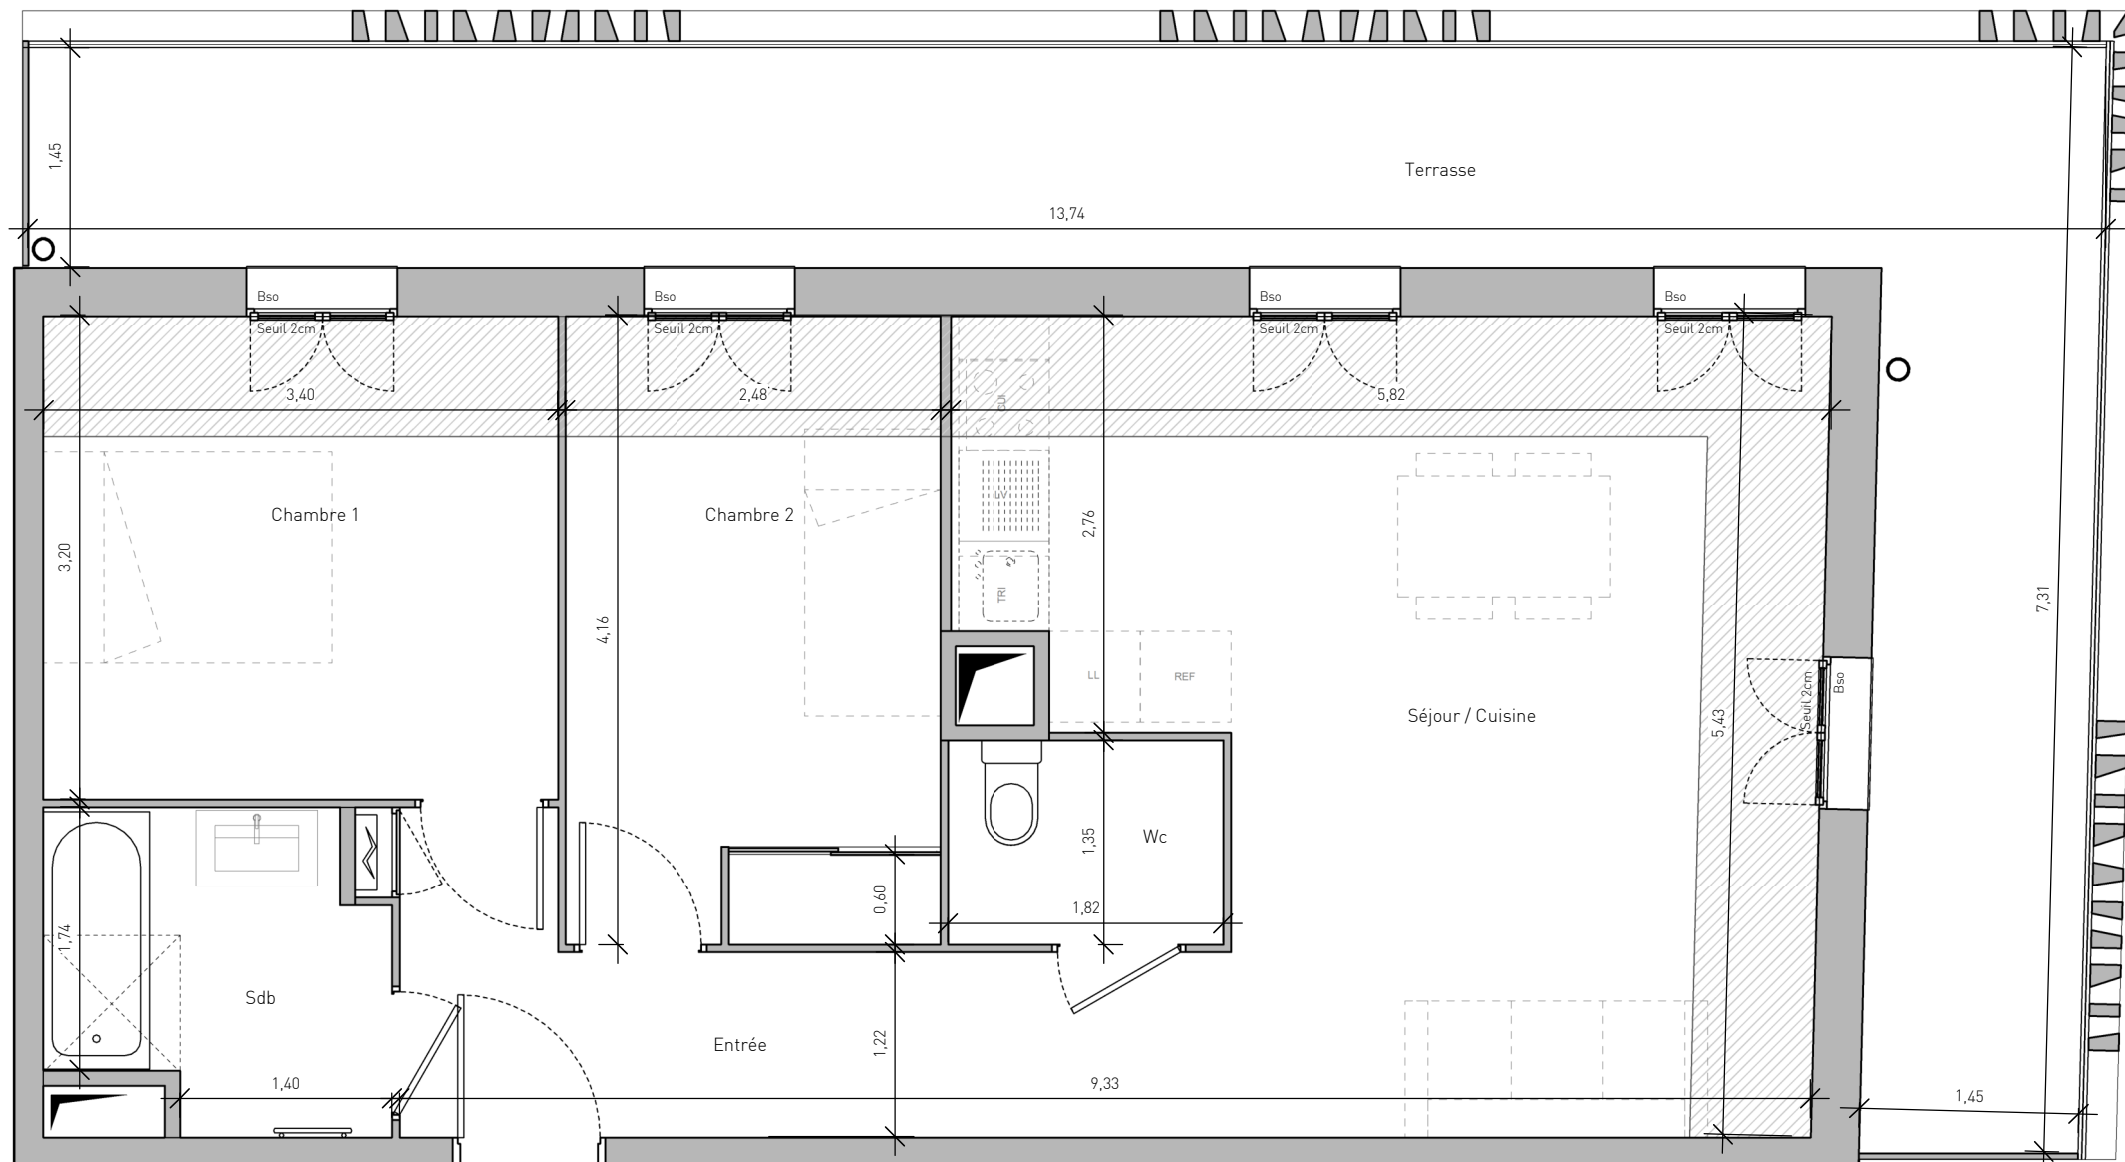 1,45
Terrasse
13,74
Bso
Bso
Bso
Bso
Seuil 2cm
Seuil 2cm
Seuil 2cm
Seuil 2cm
3,40
2,48
5,82
CUI
LV
Chambre 1
Chambre 2
2,76
3,20
TRI
7,31
4,16
LL
REF
Séjour / Cuisine
5,43
Seuil 2cm
Bso
Wc
1,35
0,60
1,82
1,74
Sdb
Entrée
1,22
1,40
9,33
1,45